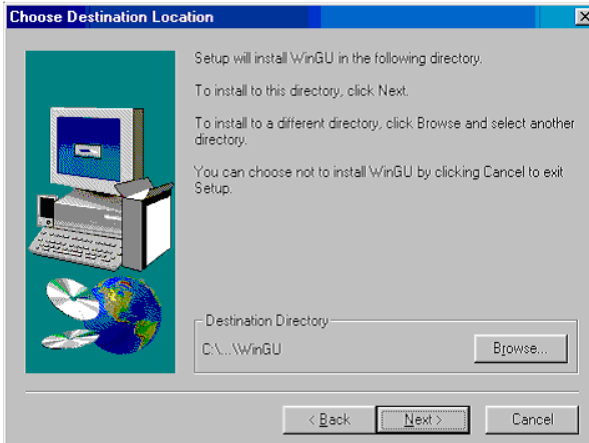 Choose Destination Location
Setup will install WinGU in the following directory.
To install to this directory, click Next.
To install to a different directory, click Browse and select another
directory.
You can choose not to install WinGU by clicking Cancel to exit
Setup.
Destination Directory
C:\...\WinGU
Browse...
< Back
Next >
Cancel